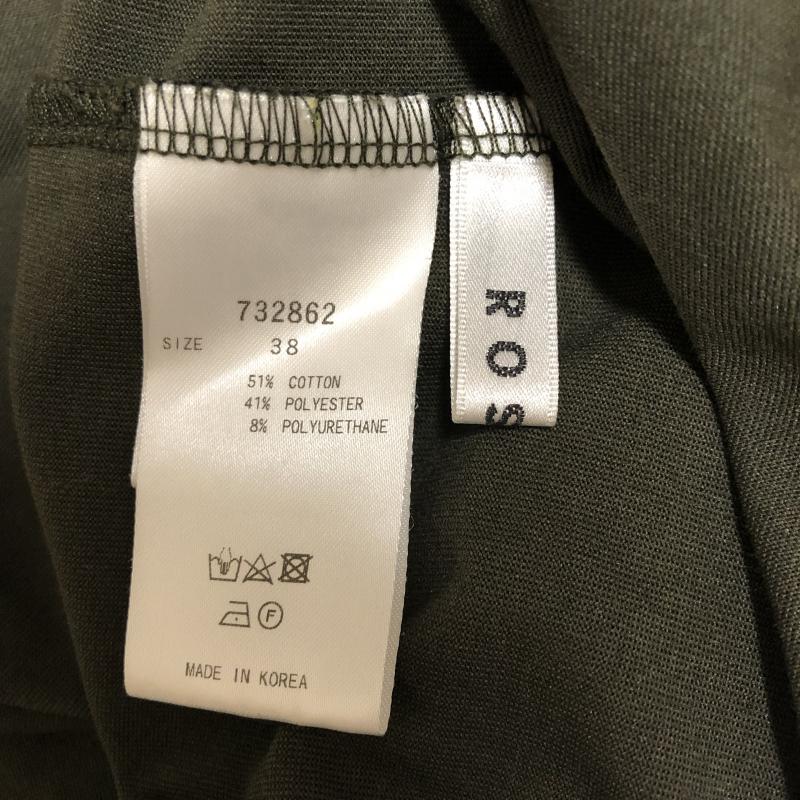 732862
SIZE 38
51% COTTON
41% POLYESTER
8% POLYURETHANE
F
MADE IN KOREA
ROS